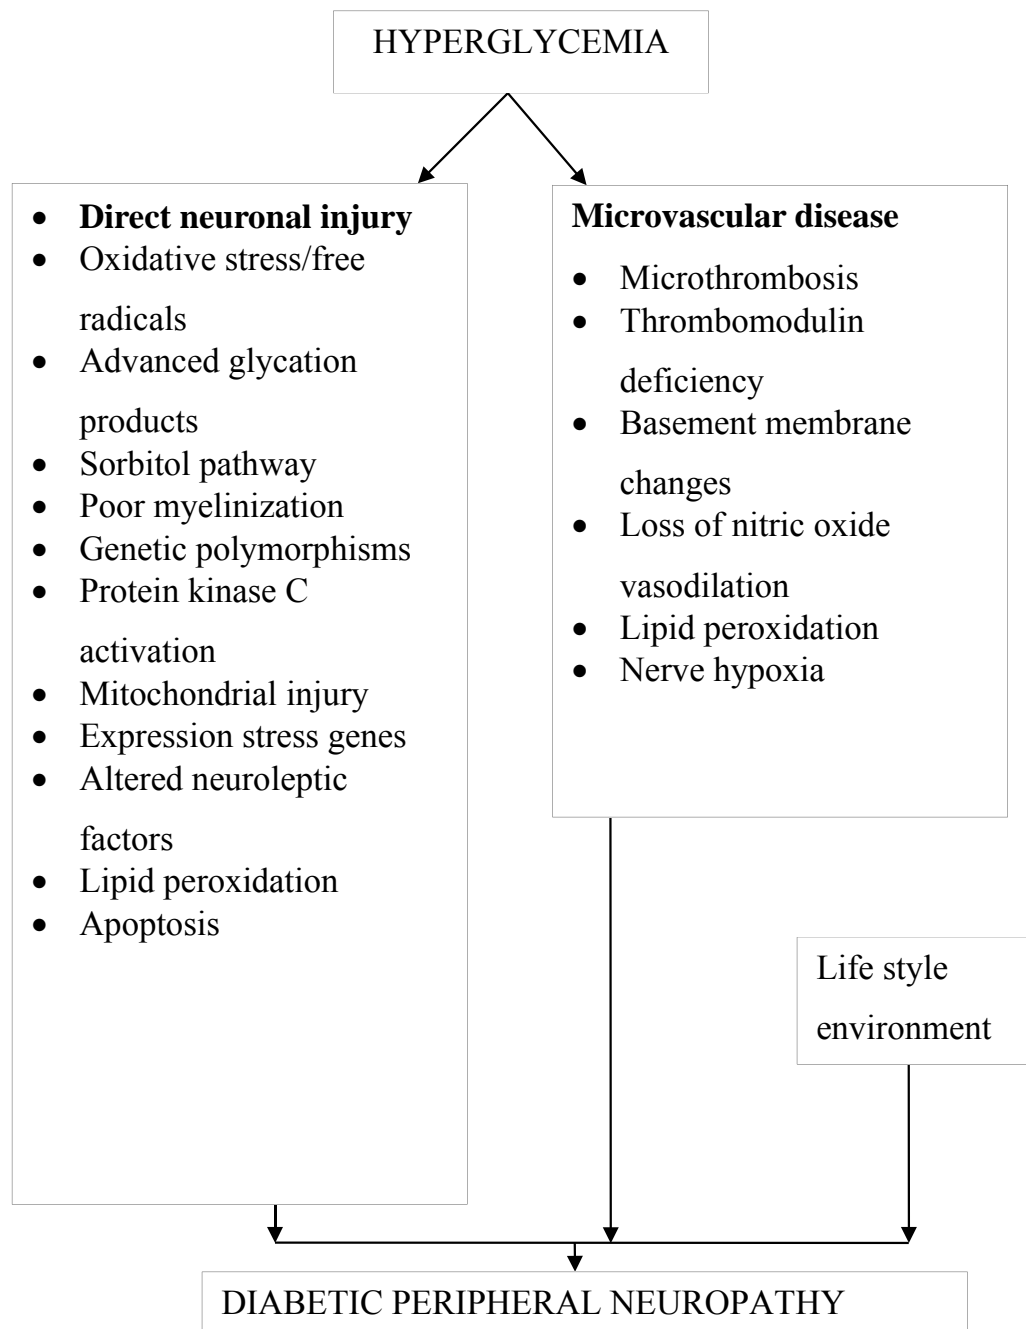 HYPERGLYCEMIA
• Direct neuronal injury
• Oxidative stress/free
radicals
• Advanced glycation
products
• Sorbitol pathway
• Poor myelinization
• Genetic polymorphisms
• Protein kinase C
activation
• Mitochondrial injury
• Expression stress genes
• Altered neuroleptic
factors
• Lipid peroxidation
• Apoptosis
Microvascular disease
• Microthrombosis
• Thrombomodulin
deficiency
• Basement membrane
changes
• Loss of nitric oxide
vasodilation
• Lipid peroxidation
• Nerve hypoxia
Life style
environment
DIABETIC PERIPHERAL NEUROPATHY